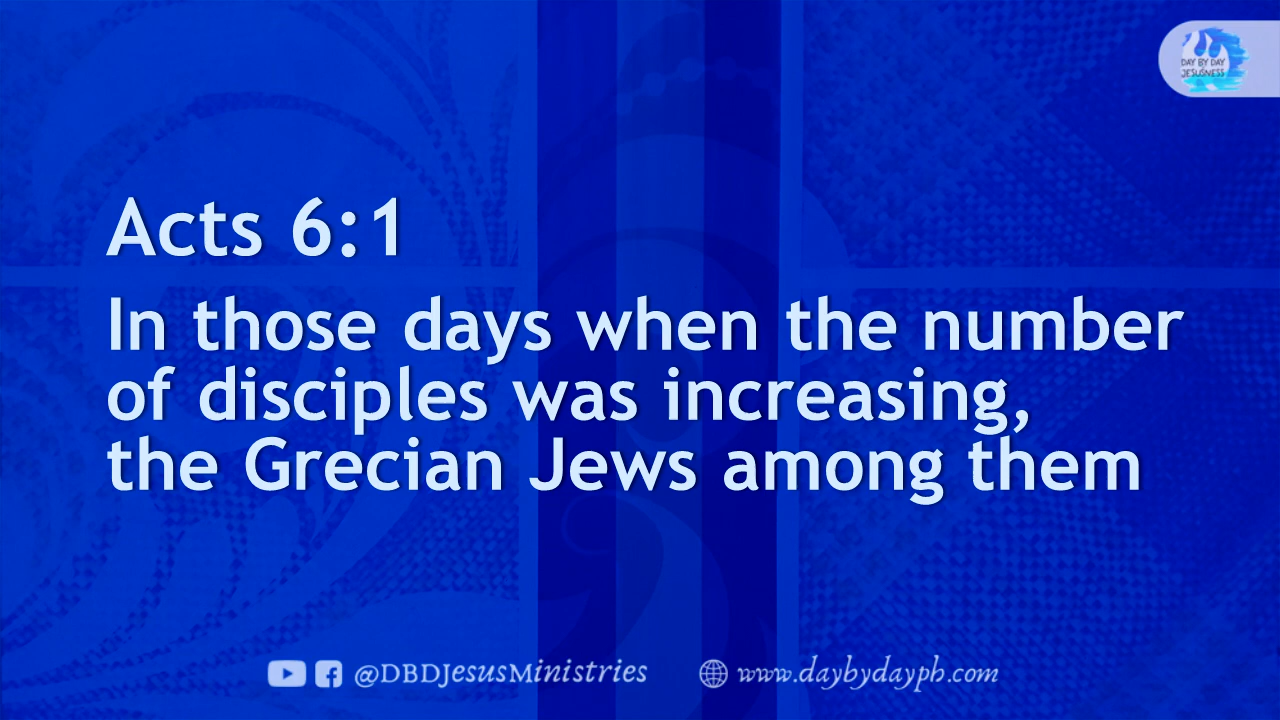 DAY BY DAY
JESUSNESS
Acts 6:1
In those days when the number
of disciples was increasing,
the Grecian Jews among them
@DBDJesusMinistries
www.daybydayph.com